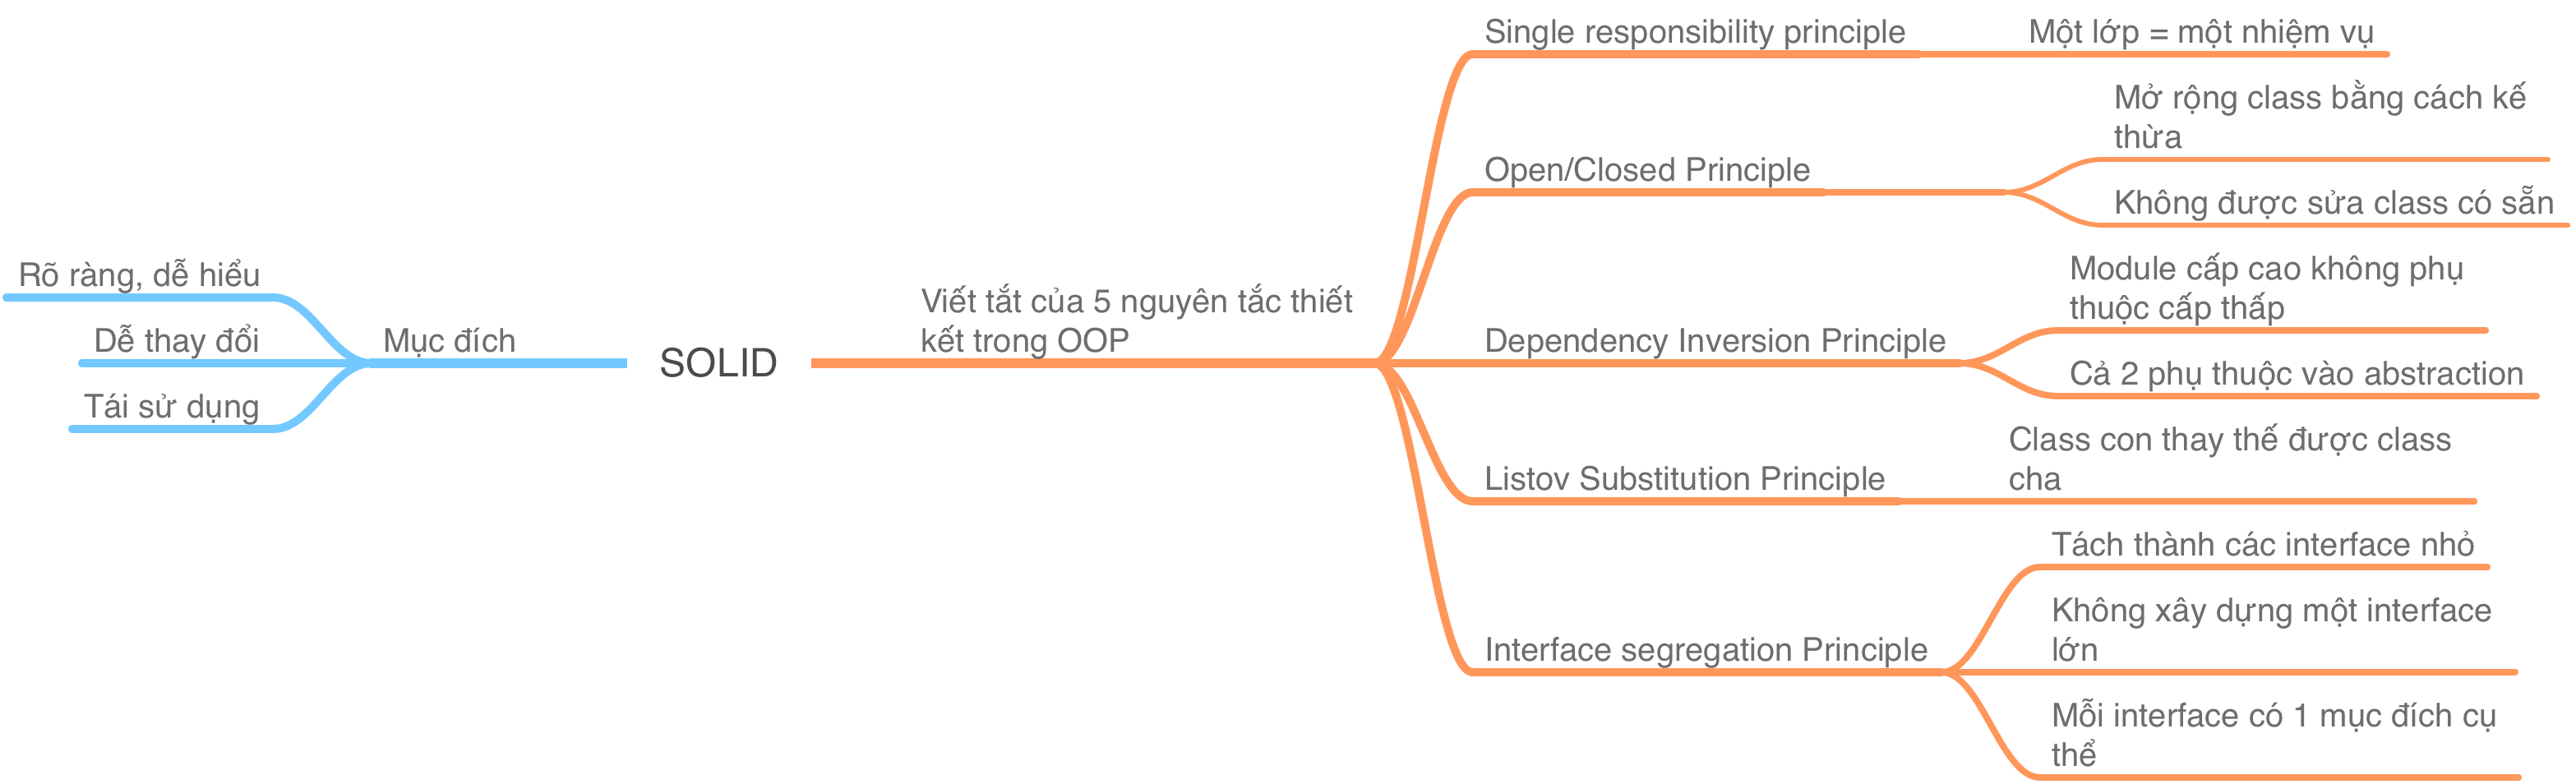 SOLID
Mục đích
Rõ ràng, dễ hiểu
Dễ thay đổi
Tái sử dụng
Viết tắt của 5 nguyên tắc thiết
kết trong OOP
Single responsibility principle
Một lớp = một nhiệm vụ
Open/Closed Principle
Mở rộng class bằng cách kế
thừa
Không được sửa class có sẵn
Dependency Inversion Principle
Module cấp cao không phụ
thuộc cấp thấp
Cả 2 phụ thuộc vào abstraction
Listov Substitution Principle
Class con thay thế được class
cha
Interface segregation Principle
Tách thành các interface nhỏ
Không xây dựng một interface
lớn
Mỗi interface có 1 mục đích cụ
thể